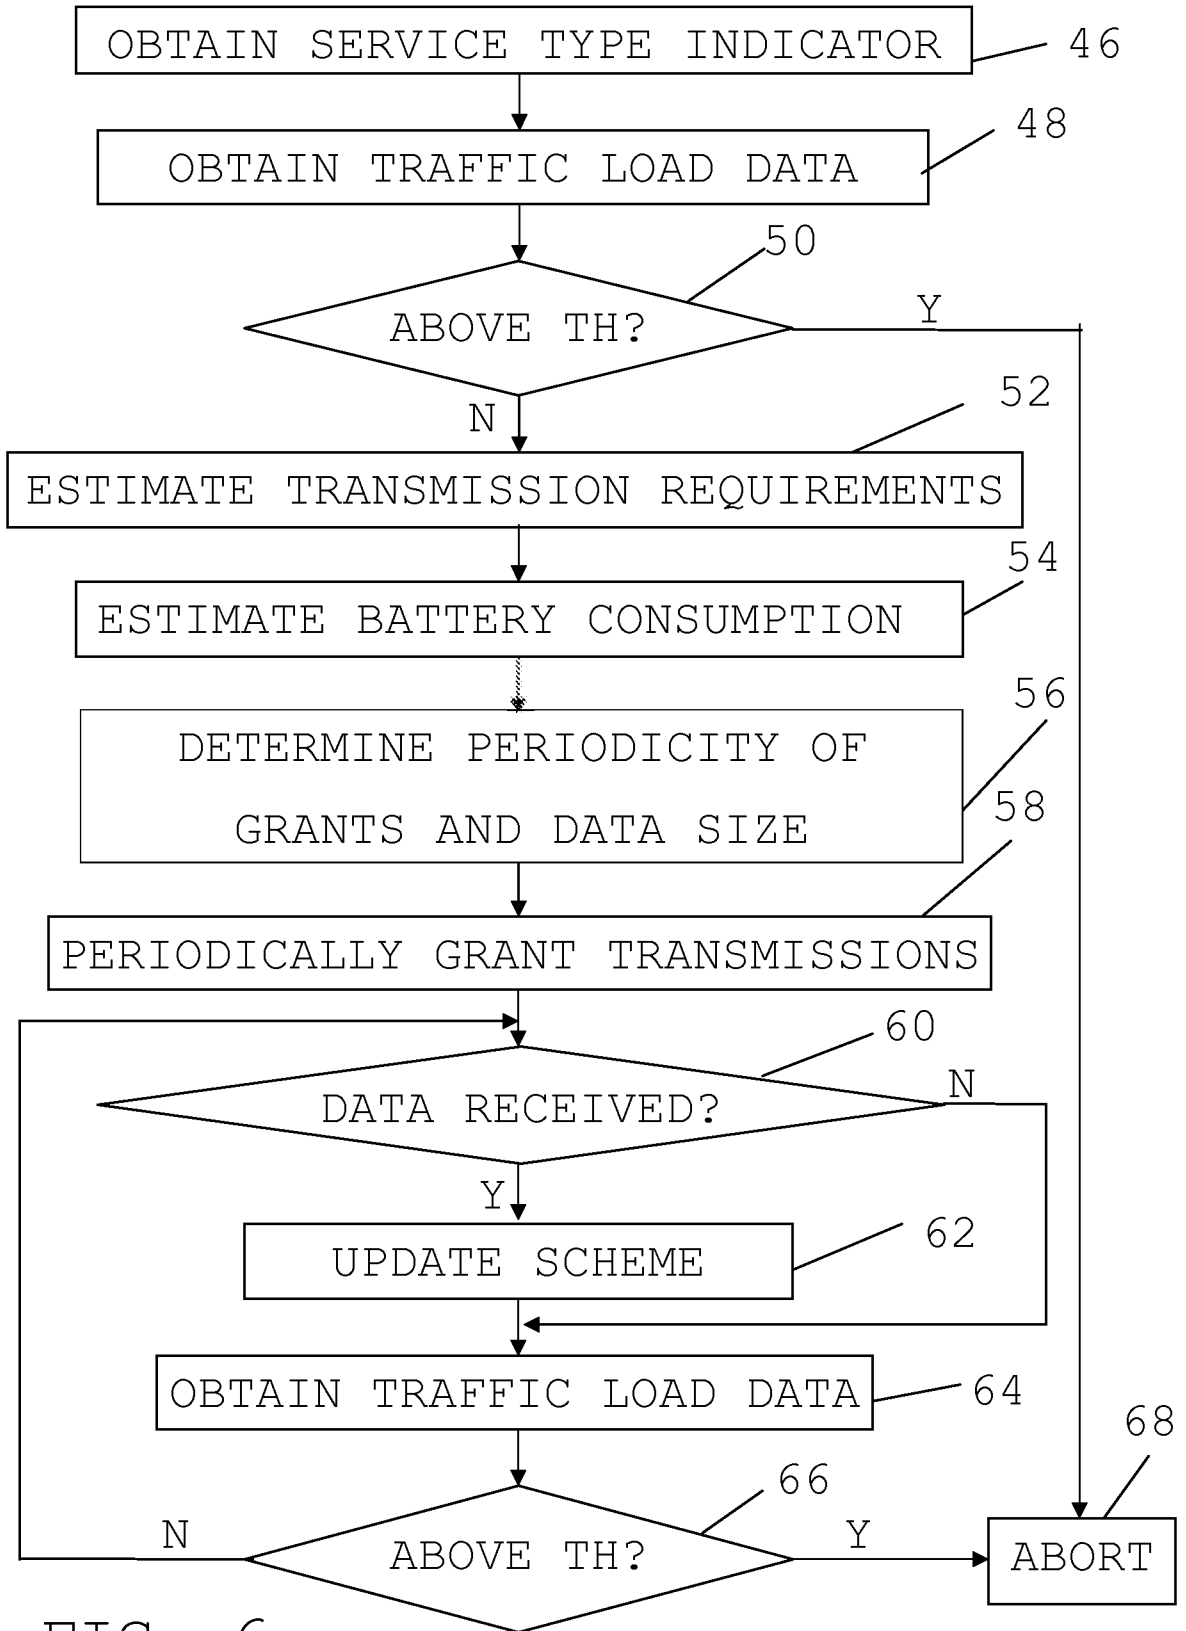 OBTAIN SERVICE TYPE INDICATOR
46
48
OBTAIN TRAFFIC LOAD DATA
50
Y
ABOVE TH?
N
52
ESTIMATE TRANSMISSION REQUIREMENTS
54
ESTIMATE BATTERY CONSUMPTION
56
DETERMINE PERIODICITY OF
GRANTS AND DATA SIZE
58
PERIODICALLY GRANT TRANSMISSIONS
60
N
DATA RECEIVED?
Y
62
UPDATE SCHEME
OBTAIN TRAFFIC LOAD DATA
64
68
66
N
Y
ABOVE TH?
ABORT
FIG. 6